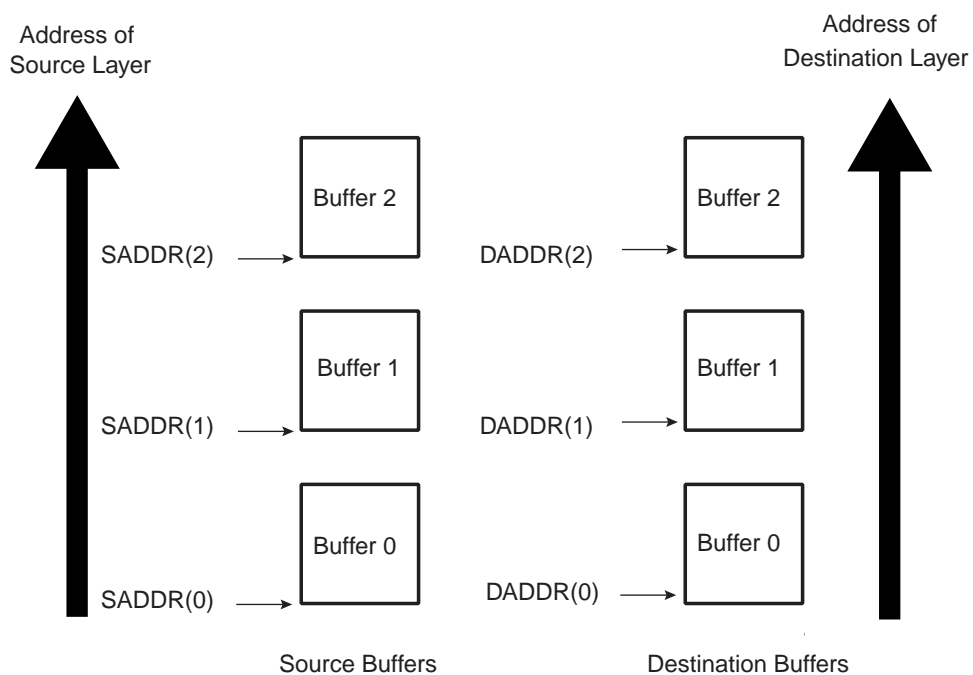 Address of
Source Layer
Address of
Destination Layer
Buffer 2
Buffer 2
SADDR(2)
DADDR(2)
Buffer 1
Buffer 1
SADDR(1)
DADDR(1)
Buffer 0
Buffer 0
SADDR(0)
DADDR(0)
Source Buffers
Destination Buffers